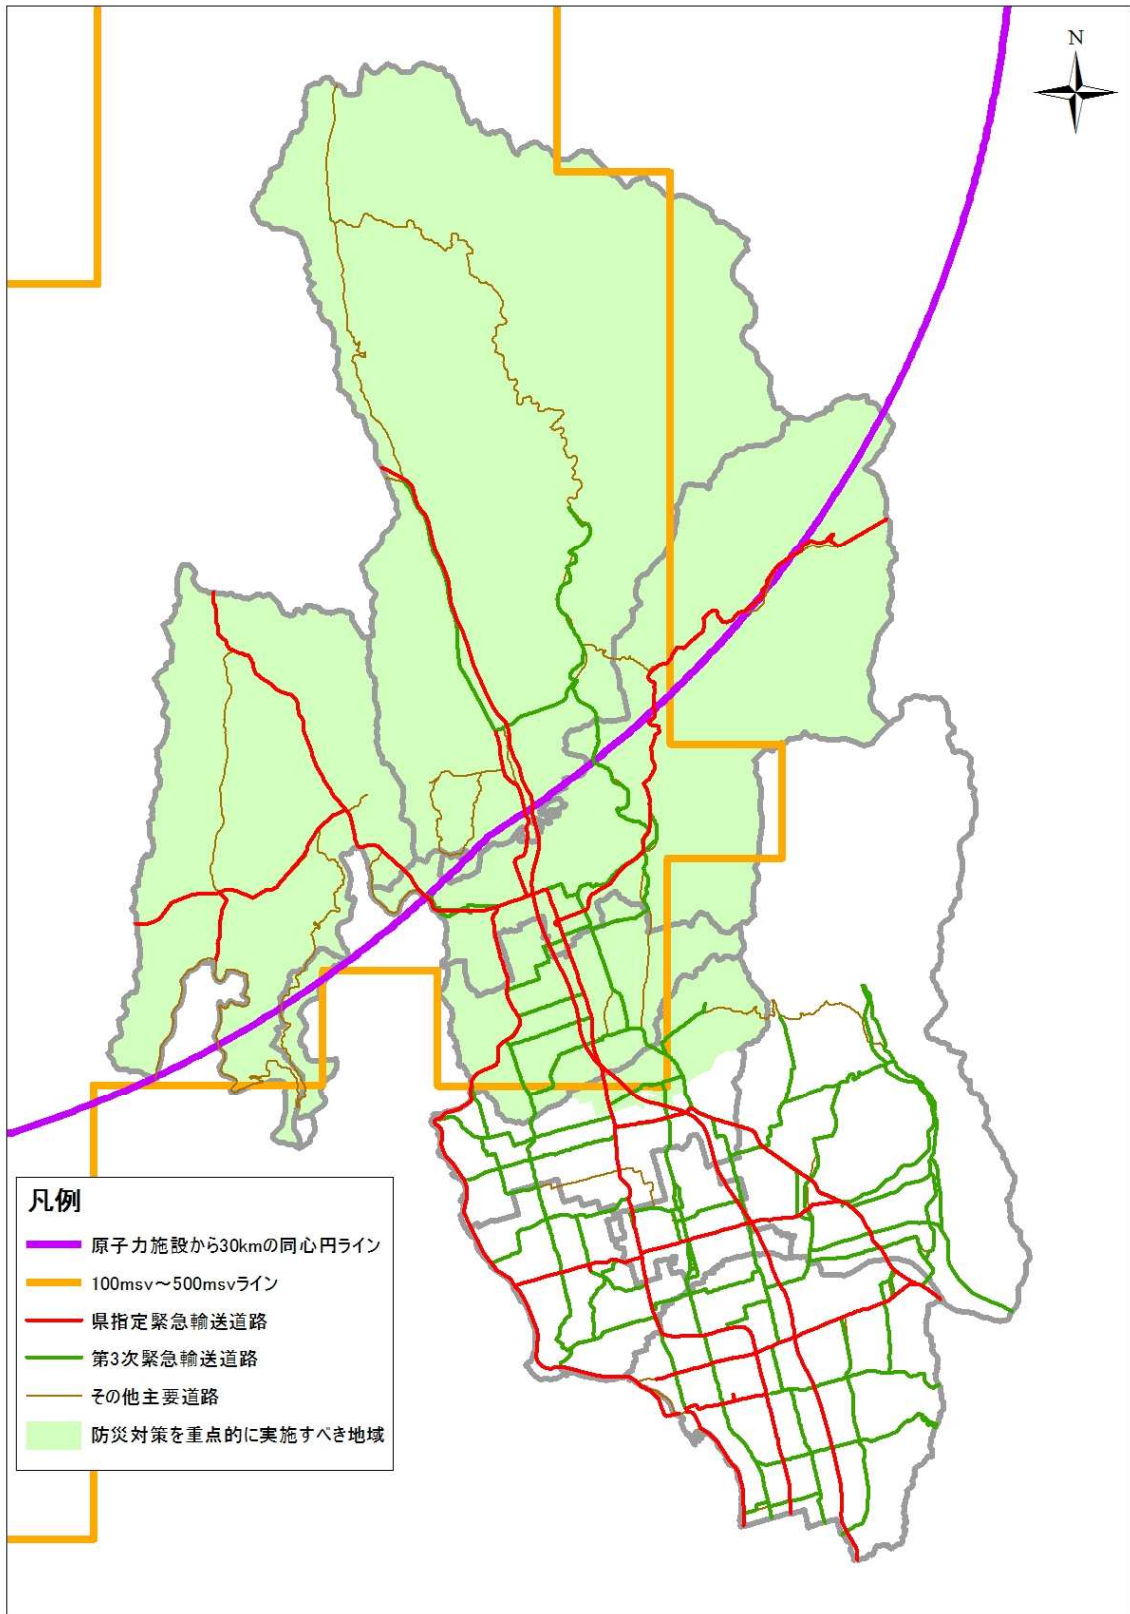 N
凡例
原子力施設から30kmの同心円ライン
100msv～500msvライン
県指定緊急輸送道路
第3次緊急輸送道路
その他主要道路
防災対策を重点的に実施すべき地域